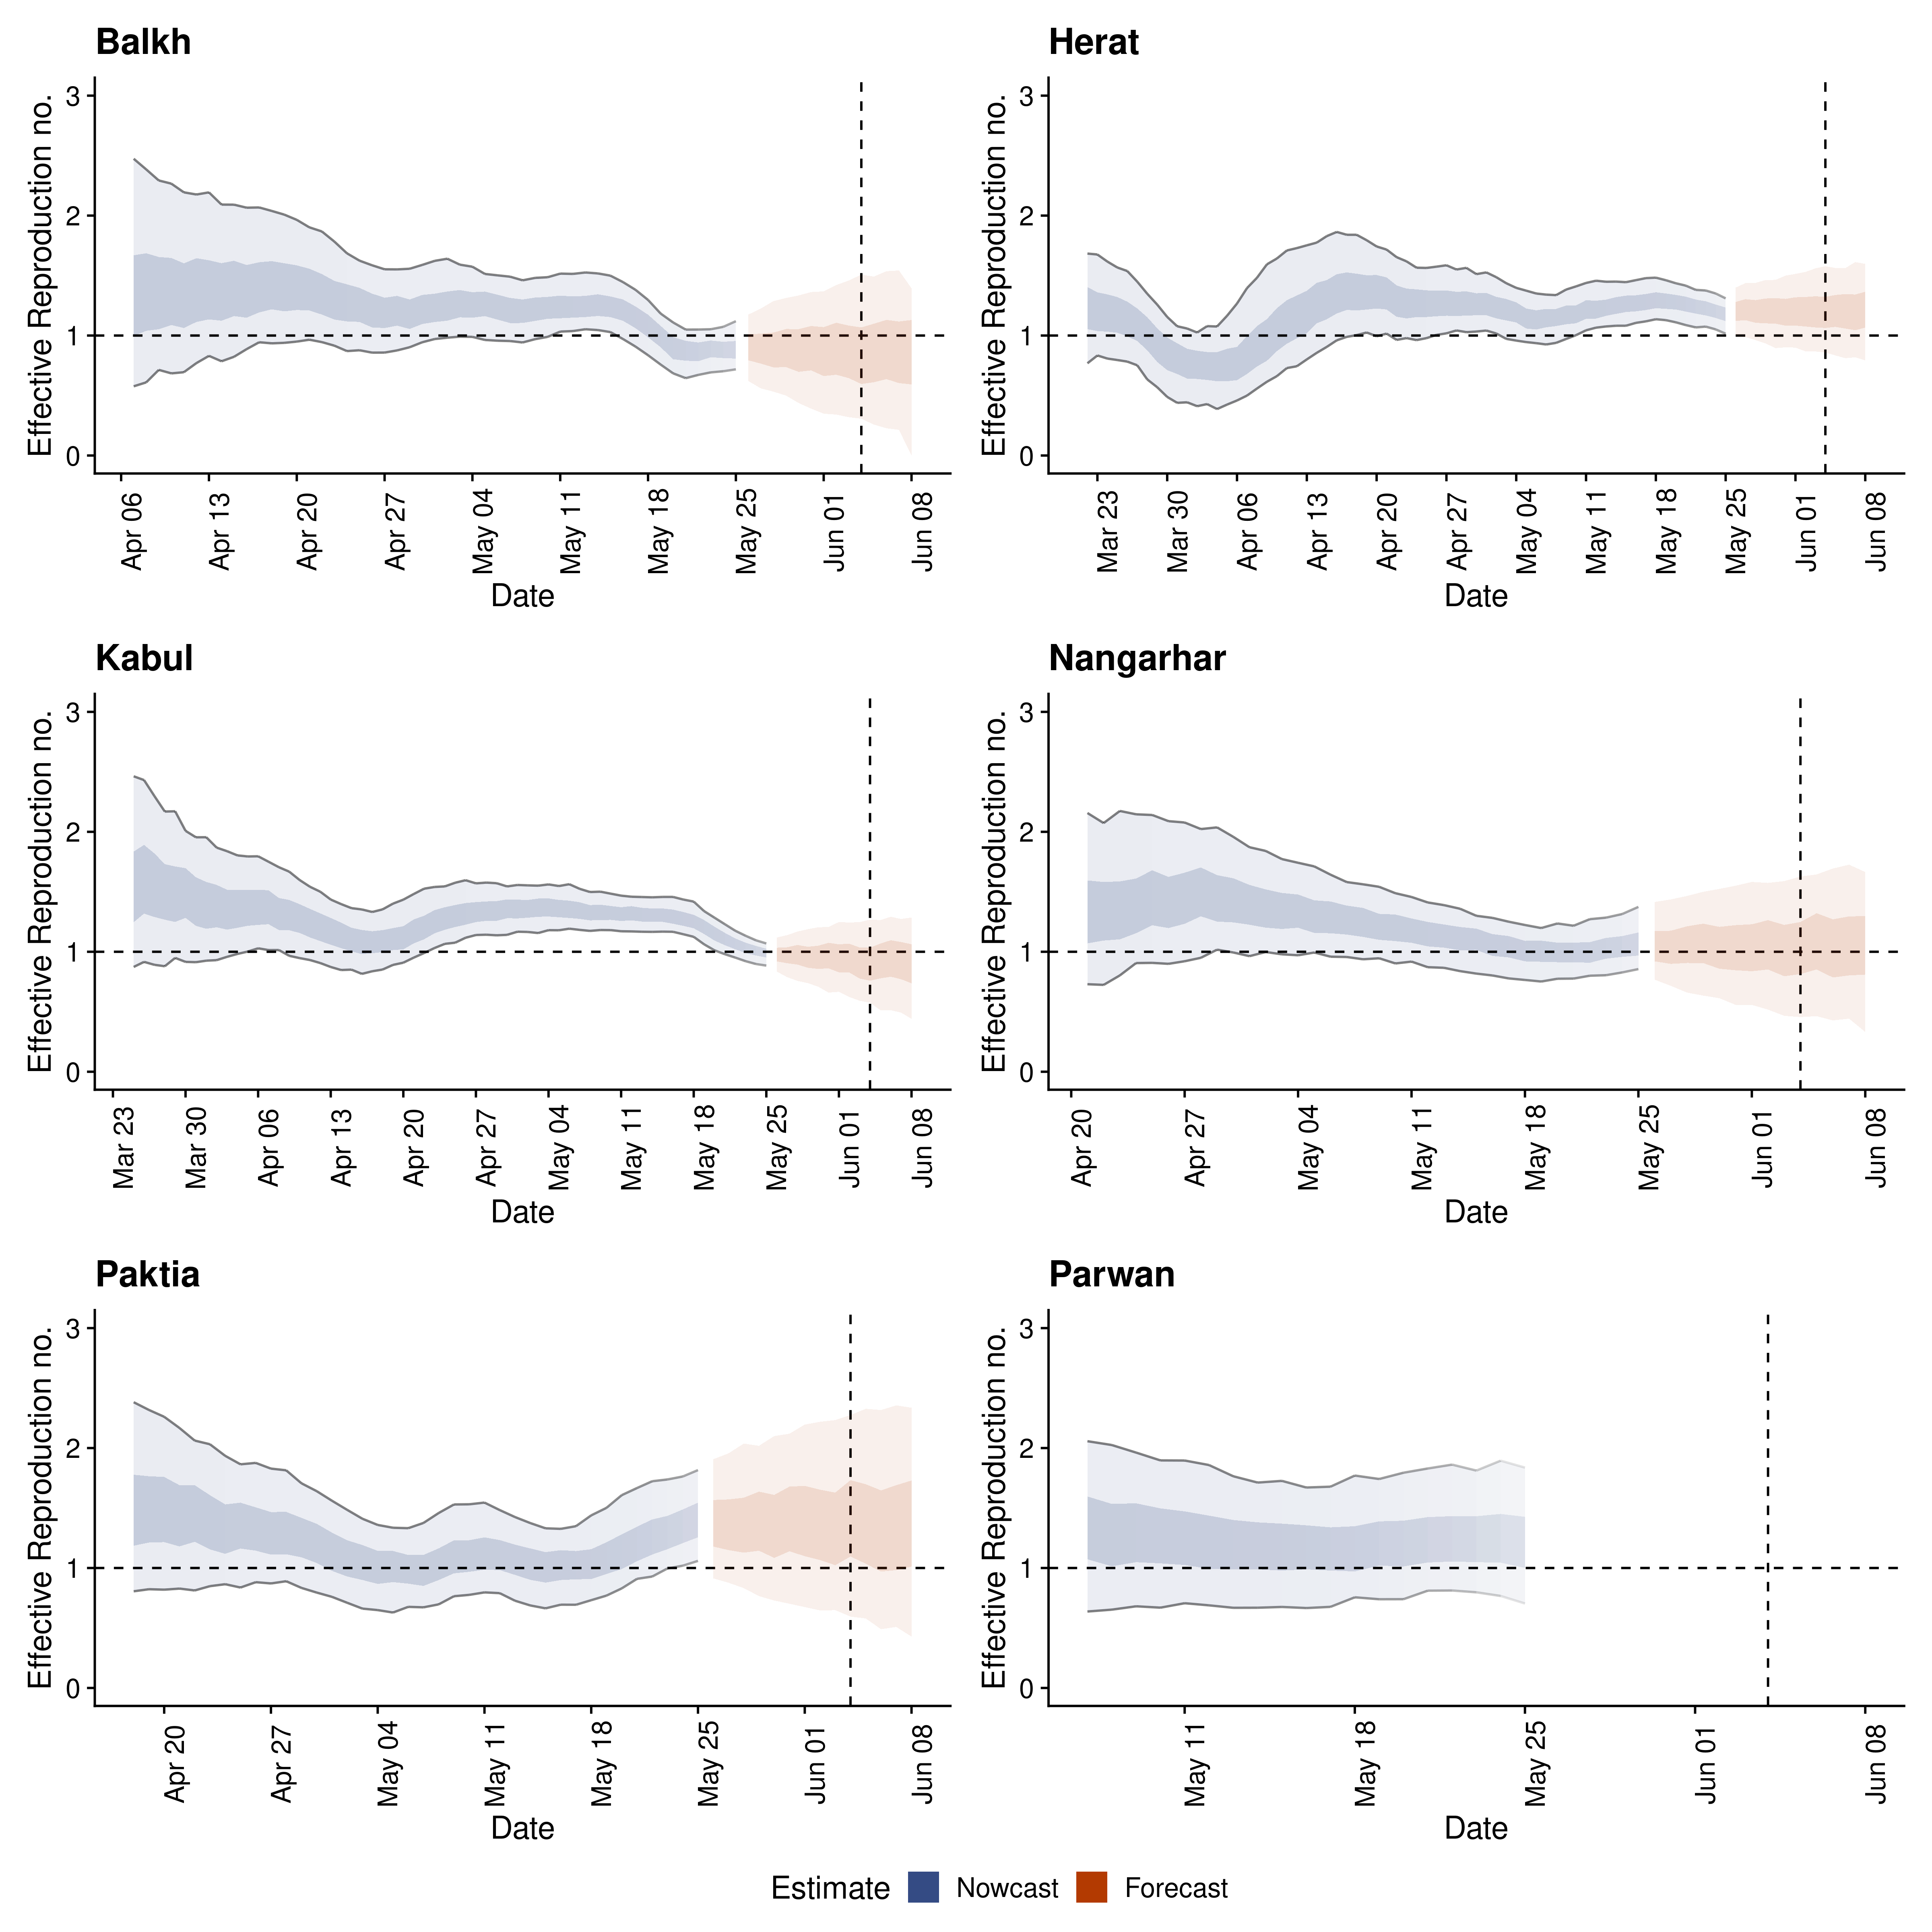 Balkh
Effective Reproduction no.
3
2
1
0
Apr 06
Apr 13
Apr 20
Apr 27
May 04
May 11
May 18
May 25
Jun 01
Jun 08
Date
Herat
Effective Reproduction no.
3
2
1
0
Mar 23
Mar 30
Apr 06
Apr 13
Apr 20
Apr 27
May 04
May 11
May 18
May 25
Jun 01
Jun 08
Date
Kabul
Effective Reproduction no.
3
2
1
0
Mar 23
Mar 30
Apr 06
Apr 13
Apr 20
Apr 27
May 04
May 11
May 18
May 25
Jun 01
Jun 08
Date
Nangarhar
Effective Reproduction no.
3
2
1
0
Apr 20
Apr 27
May 04
May 11
May 18
May 25
Jun 01
Jun 08
Date
Paktia
Effective Reproduction no.
3
2
1
0
Apr 20
Apr 27
May 04
May 11
May 18
May 25
Jun 01
Jun 08
Date
Parwan
Effective Reproduction no.
3
2
1
0
May 11
May 18
May 25
Jun 01
Jun 08
Date
Estimate Nowcast Forecast